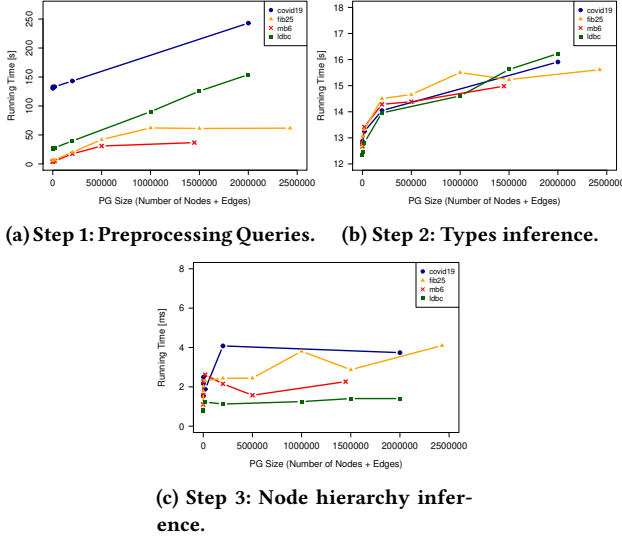 covid19
fib25
mb6
ldbc
Running Time [s]
0 50 100 150 200 250
0 500000 1000000 1500000 2000000 2500000
PG Size (Number of Nodes + Edges)
(a) Step 1: Preprocessing Queries.
covid19
fib25
mb6
ldbc
Running Time [s]
12 13 14 15 16 17
0 500000 1000000 1500000 2000000 2500000
PG Size (Number of Nodes + Edges)
(b) Step 2: Types inference.
covid19
fib25
mb6
ldbc
Running Time [ms]
0 2 4 6 8
0 500000 1000000 1500000 2000000 2500000
PG Size (Number of Nodes + Edges)
(c) Step 3: Node hierarchy infer-
ence.